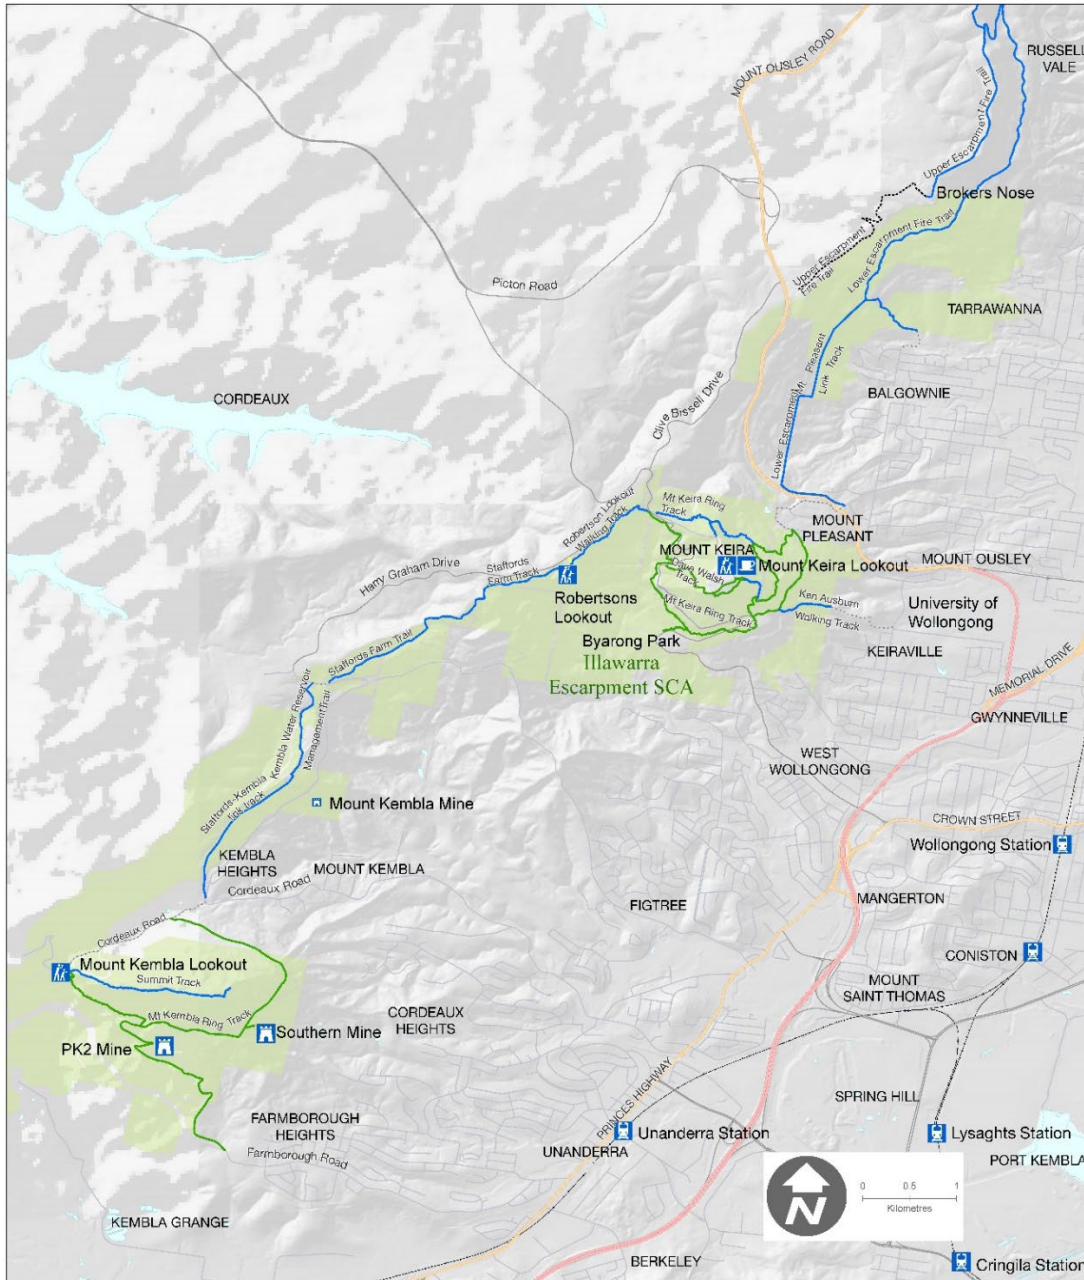 RUSSELL
VALE
MOUNT OUSLEY ROAD
Upper Escarpment Fire Trail
Brokers Nose
Upper Escarpment
Fire Trail
Lower Escarpment Fire Trail
Picton Road
TARRAWANNA
CORDEAUX
Clive Bissell Drive
Mt Pleasant
Link Track
BALGOWNIE
Lower Escarpment
Robertson Lookout
Walking Track
Mt Keira Ring
Track
MOUNT
PLEASANT
Harry Graham Drive
Staffords
Farm Track
MOUNT KEIRA
Mount Keira Lookout
MOUNT OUSLEY
Dave Walsh
Track
Robertsons
Lookout
Mt Keira Ring Track
Ken Ausburn
Walking Track
University of
Wollongong
Byarong Park
KEIRAVILLE
Illawarra
Escarpment SCA
Staffords Farm Trail
MEMORIAL DRIVE
GWYNNEVILLE
Kembla Water Reservoir
Management Trail
WEST
WOLLONGONG
Staffords-Kembla
link track
Mount Kembla Mine
CROWN STREET
Wollongong Station
KEMBLA
HEIGHTS
MOUNT KEMBLA
Cordeaux Road
FIGTREE
MANGERTON
Cordeaux Road
CONISTON
Mount Kembla Lookout
Summit Track
MOUNT
SAINT THOMAS
Mt Kembla Ring Track
CORDEAUX
HEIGHTS
Southern Mine
PK2 Mine
PRINCES HIGHWAY
SPRING HILL
FARMBOROUGH
HEIGHTS
Unanderra Station
Lysaghts Station
Farmborough Road
UNANDERRA
PORT KEMBLA
N
0 0.5 1
Kilometres
KEMBLA GRANGE
BERKELEY
Cringila Station